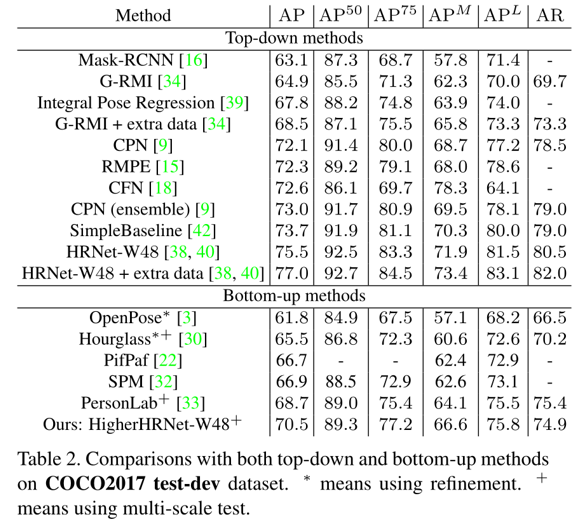 Method AP AP50 AP75 APM APL AR
Top-down methods
Mask-RCNN [16] 63.1 87.3 68.7 57.8 71.4 -
G-RMI [34] 64.9 85.5 71.3 62.3 70.0 69.7
Integral Pose Regression [39] 67.8 88.2 74.8 63.9 74.0 -
G-RMI + extra data [34] 68.5 87.1 75.5 65.8 73.3 73.3
CPN [9] 72.1 91.4 80.0 68.7 77.2 78.5
RMPE [15] 72.3 89.2 79.1 68.0 78.6 -
CFN [18] 72.6 86.1 69.7 78.3 64.1 -
CPN (ensemble) [9] 73.0 91.7 80.9 69.5 78.1 79.0
SimpleBaseline [42] 73.7 91.9 81.1 70.3 80.0 79.0
HRNet-W48 [38, 40] 75.5 92.5 83.3 71.9 81.5 80.5
HRNet-W48 + extra data [38, 40] 77.0 92.7 84.5 73.4 83.1 82.0
Bottom-up methods
OpenPose* [3] 61.8 84.9 67.5 57.1 68.2 66.5
Hourglass*+ [30] 65.5 86.8 72.3 60.6 72.6 70.2
PifPaf [22] 66.7 - - 62.4 72.9 -
SPM [32] 66.9 88.5 72.9 62.6 73.1 -
PersonLab+ [33] 68.7 89.0 75.4 64.1 75.5 75.4
Ours: HigherHRNet-W48+ 70.5 89.3 77.2 66.6 75.8 74.9
Table 2. Comparisons with both top-down and bottom-up methods
on COCO2017 test-dev dataset. * means using refinement. +
means using multi-scale test.